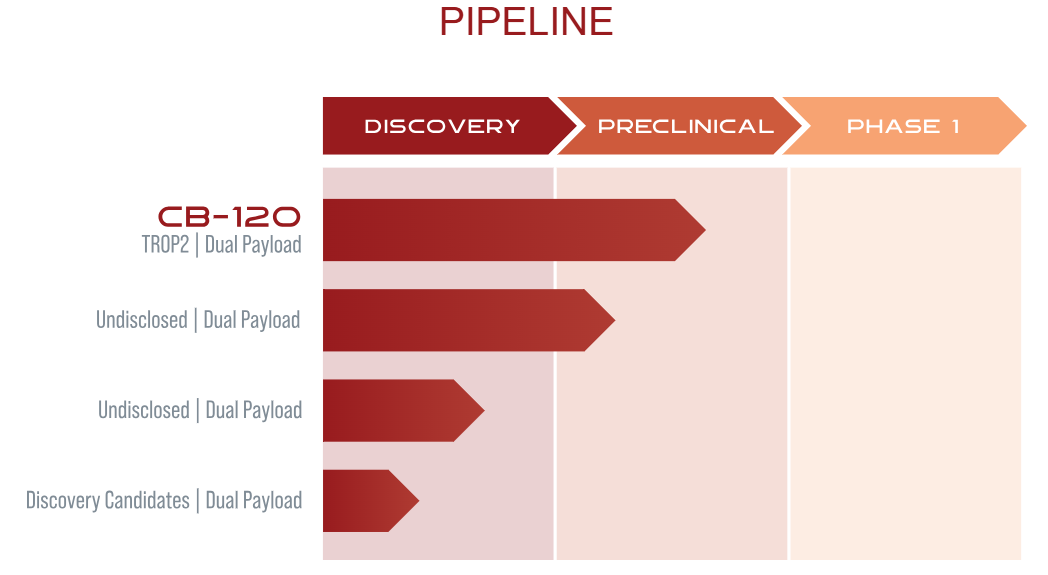 PIPELINE
DISCOVERY
PRECLINICAL
PHASE 1
CB-120
TROP2 | Dual Payload
Undisclosed | Dual Payload
Undisclosed | Dual Payload
Discovery Candidates | Dual Payload